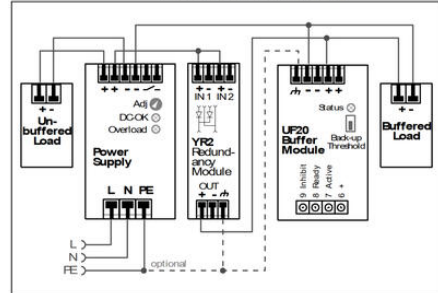 + -
Un-
buffered
Load
+ + - - -
Adj
DC-OK
Overload
Power
Supply
L N PE
+ - + -
IN 1 IN 2
YR2
Redund-
ancy
Module
OUT
+ -
- - + +
Status
UF20
Buffer
Module
Back-up
Threshold
9 Inhibit
8 Ready
7 Active
6 +
+ -
Buffered
Load
L
N
PE
optional